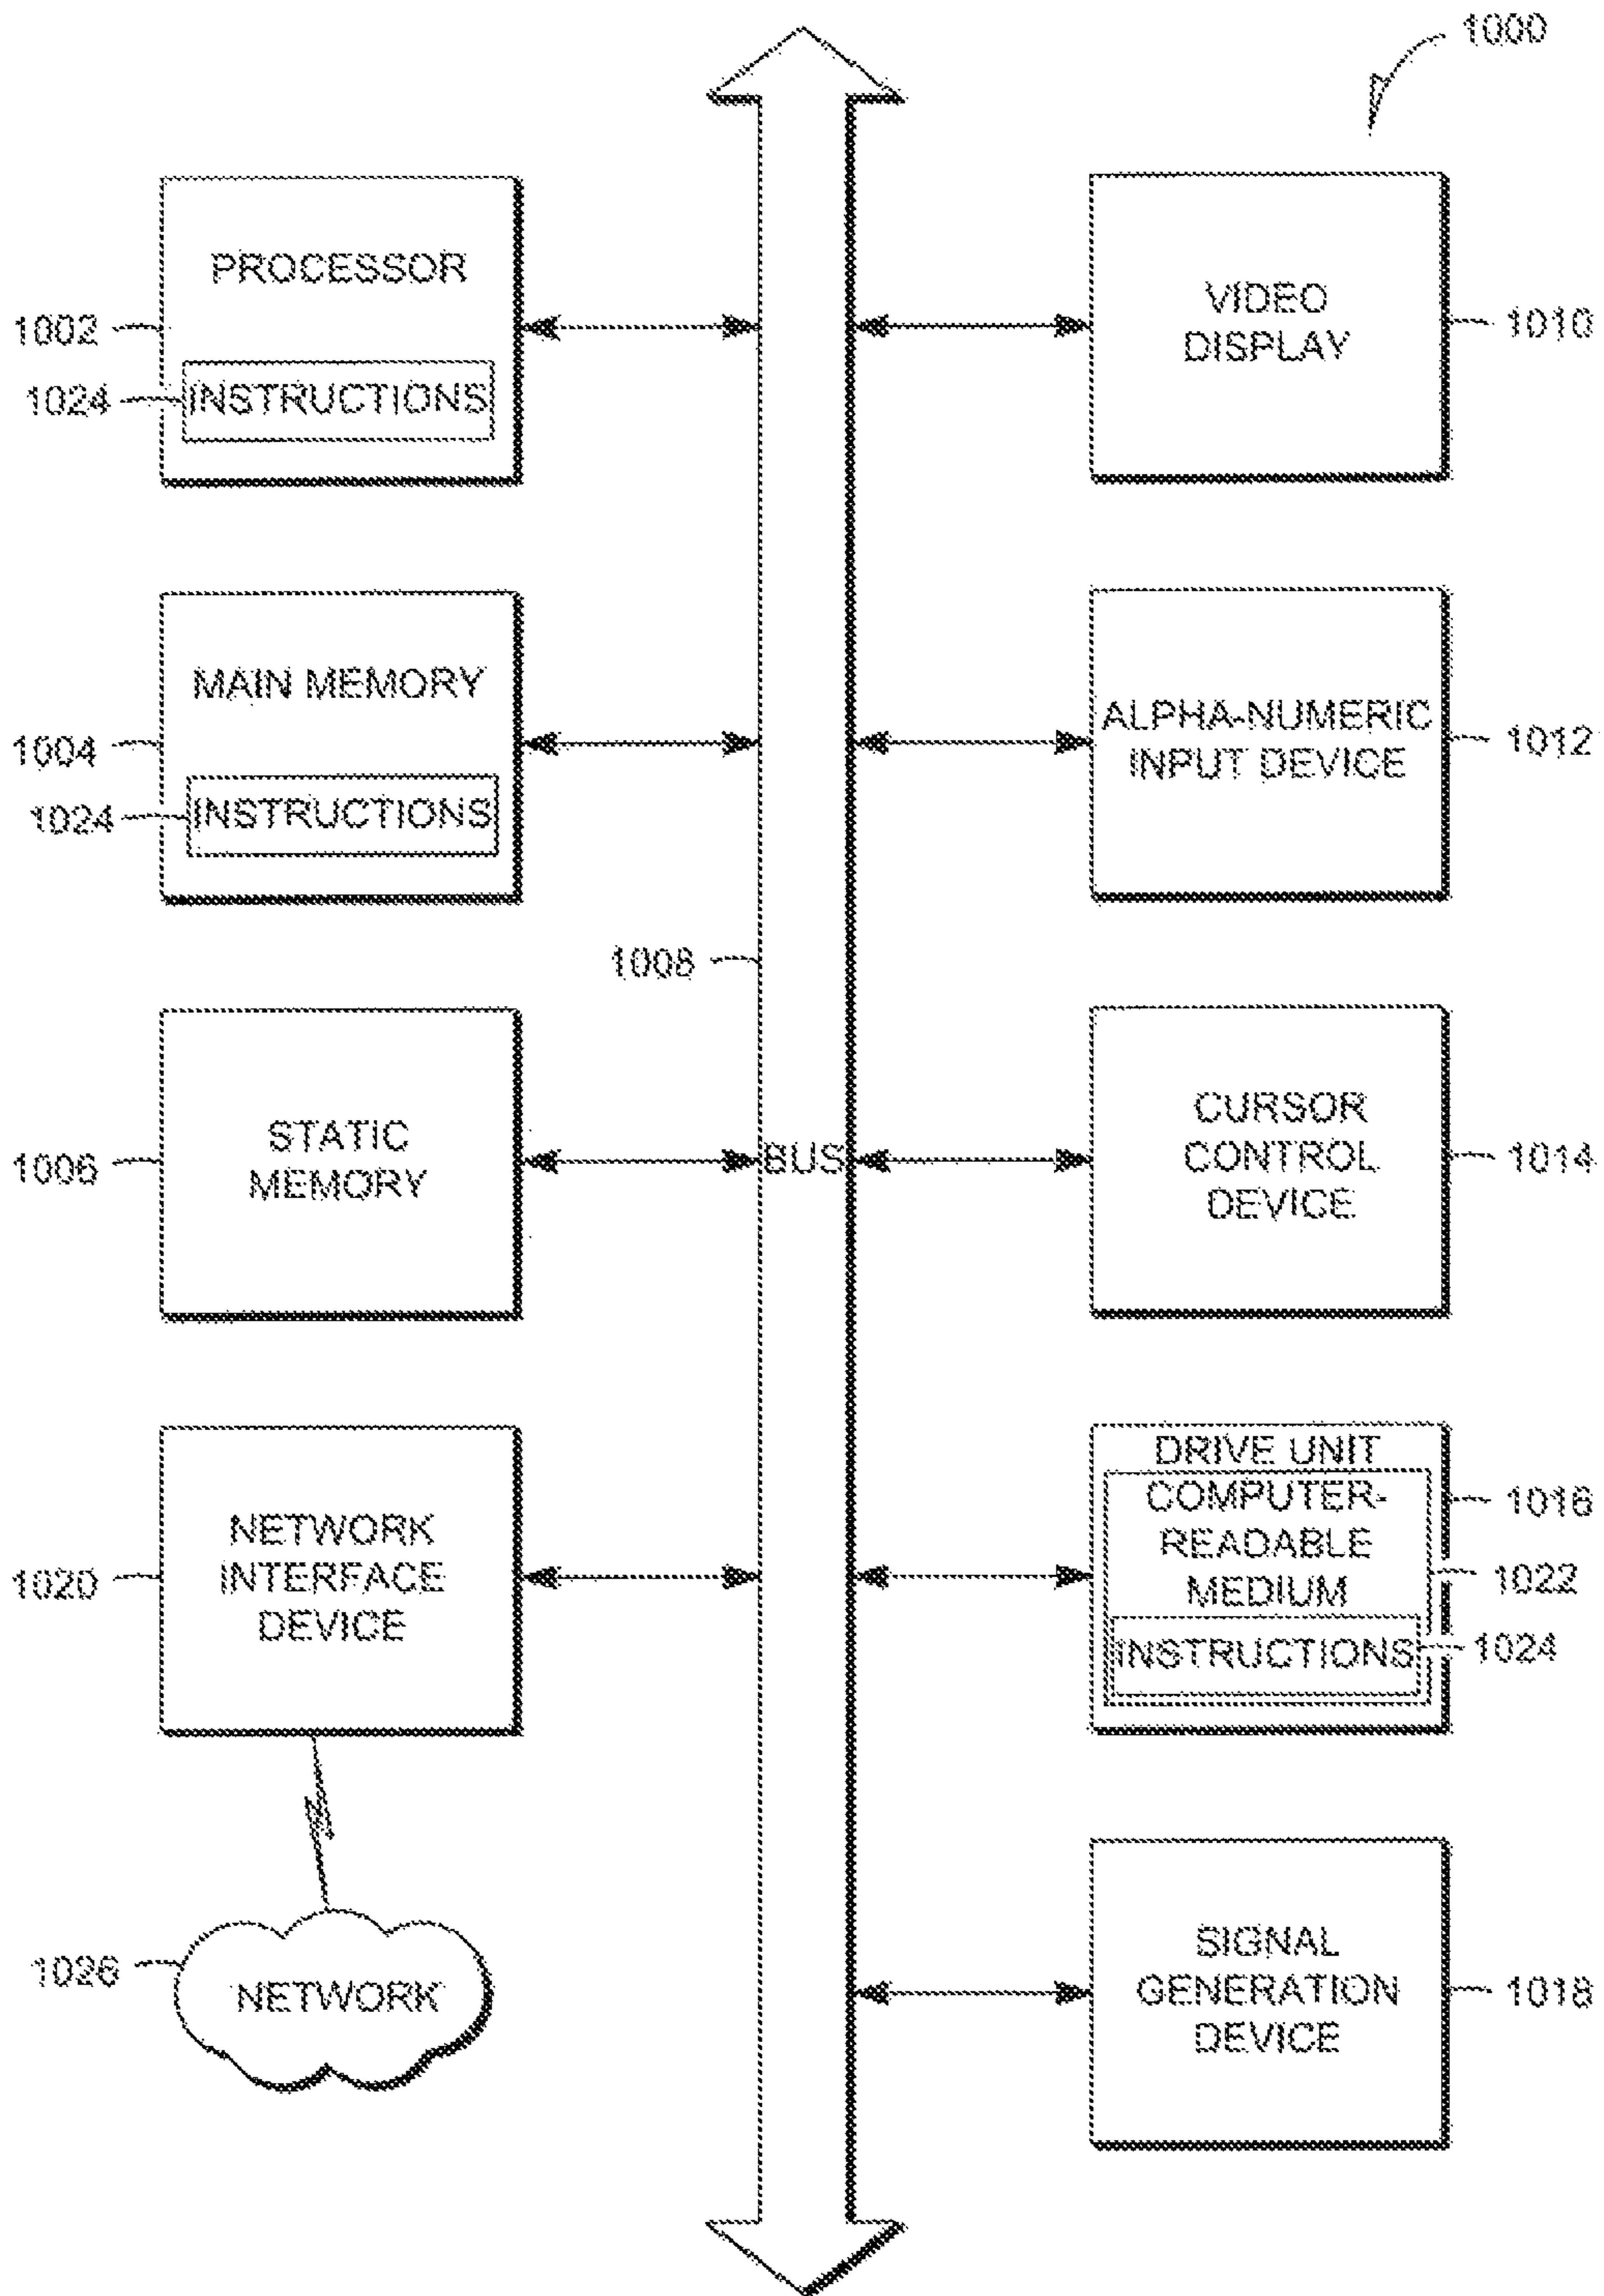 1000
PROCESSOR
1002
1024
INSTRUCTIONS
VIDEO
DISPLAY
1010
MAIN MEMORY
1004
1024
INSTRUCTIONS
ALPHA-NUMERIC
INPUT DEVICE
1012
1008
STATIC
MEMORY
1006
BUS
CURSOR
CONTROL
DEVICE
1014
NETWORK
INTERFACE
DEVICE
1020
DRIVE UNIT
COMPUTER-
READABLE
MEDIUM
INSTRUCTIONS
1016
1022
1024
1026
NETWORK
SIGNAL
GENERATION
DEVICE
1018